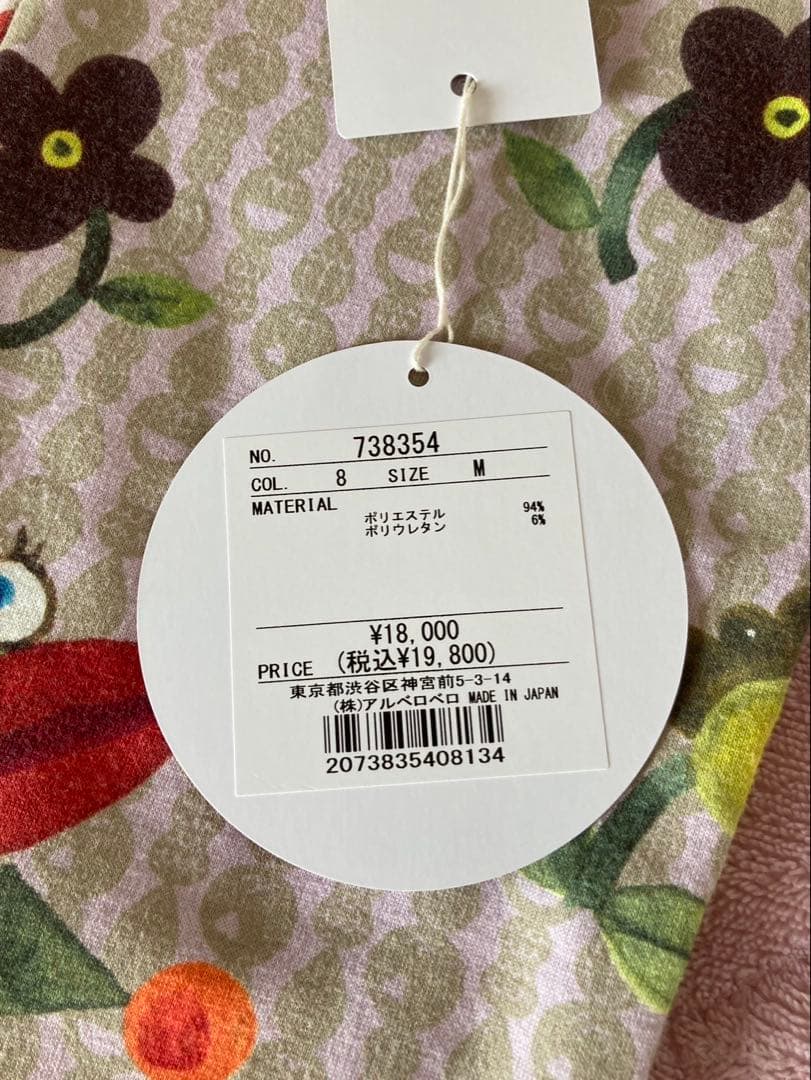 NO. 738354
COL. 8 SIZE M
MATERIAL
ポリエステル 94%
ポリウレタン 6%
¥18,000
PRICE (税込¥19,800)
東京都渋谷区神宮前5-3-14
(株)アルベロベロ MADE IN JAPAN
2073835408134